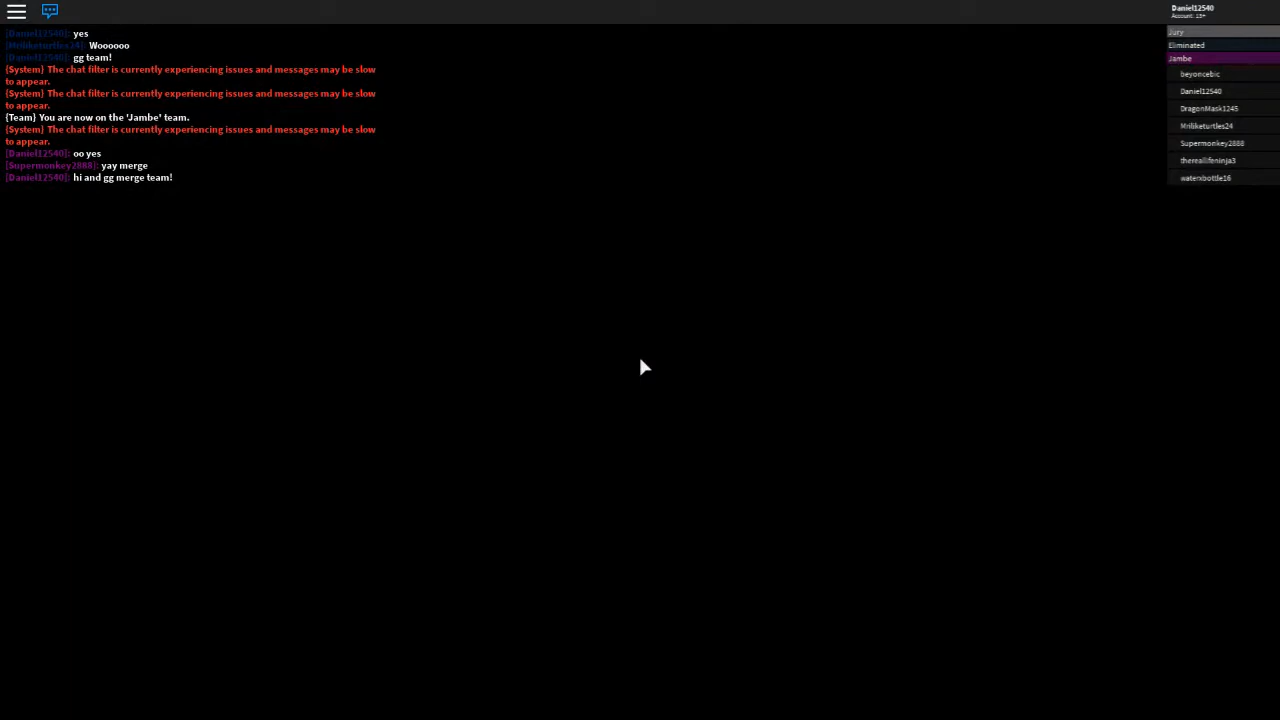 Daniel12540
Account: 13+
[Daniel12540]: yes
[Mriliketurtles24]: Woooooo
[Daniel12540]: gg team!
{System} The chat filter is currently experiencing issues and messages may be slow
to appear.
{System} The chat filter is currently experiencing issues and messages may be slow
to appear.
{Team} You are now on the 'Jambe' team.
{System} The chat filter is currently experiencing issues and messages may be slow
to appear.
[Daniel12540]: oo yes
[Supermonkey2888]: yay merge
[Daniel12540]: hi and gg merge team!
Jury
Eliminated
Jambe
beyoncebic
Daniel12540
DragonMask1245
Mriliketurtles24
Supermonkey2888
thereallifeninja3
waterxbottle16